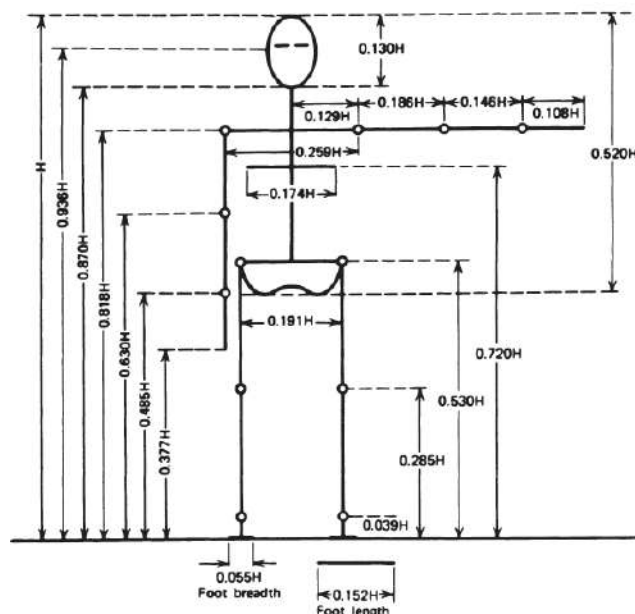 0.130H
0.129H
0.186H
0.146H
0.108H
0.259H
0.520H
0.174H
H
0.936H
0.870H
0.818H
0.630H
0.485H
0.377H
0.191H
0.720H
0.530H
0.285H
0.039H
0.055H
Foot breadth
0.152H
Foot length